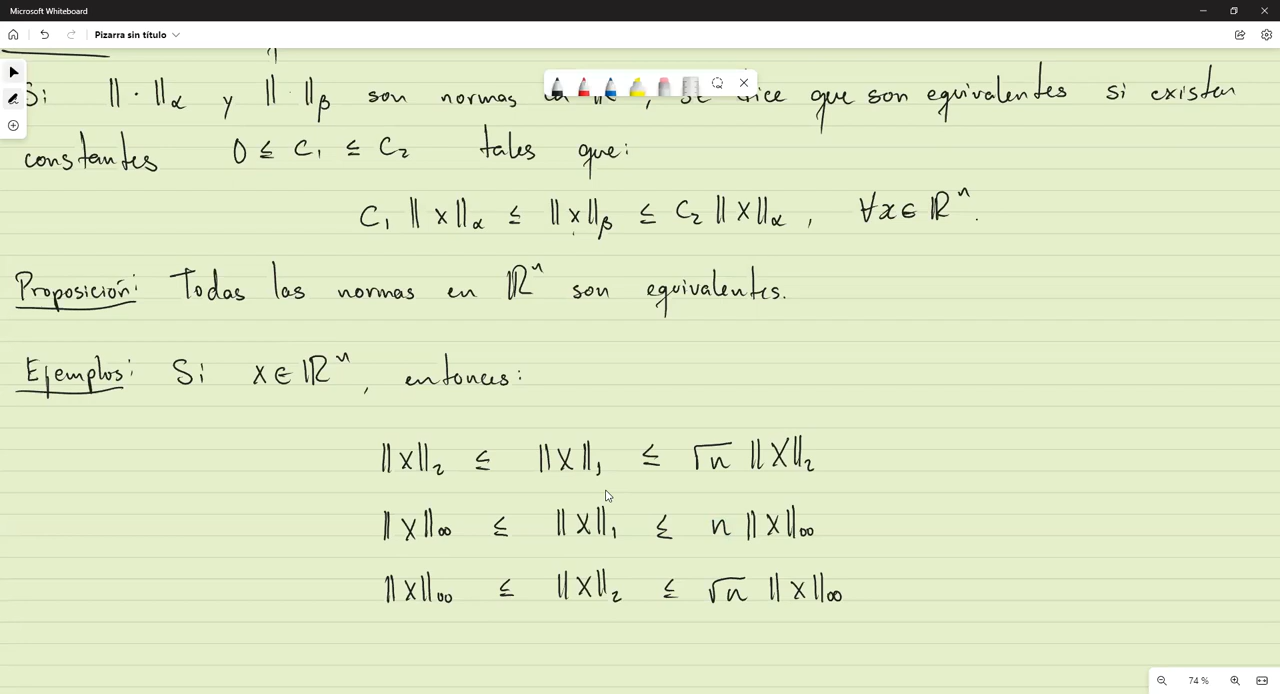 Microsoft Whiteboard
Pizarra sin título
Si ‖·‖α y ‖·‖β son normas en ℝ , se dice que son equivalentes si existen
constantes 0 ≤ C₁ ≤ C₂ tales que:
C₁ ‖x‖α ≤ ‖x‖β ≤ C₂ ‖x‖α , ∀x∈ℝⁿ.
Proposición: Todas las normas en ℝⁿ son equivalentes.
Ejemplos: Si x∈ℝⁿ, entonces:
‖x‖₂ ≤ ‖x‖₁ ≤ √n ‖x‖₂
‖x‖∞ ≤ ‖x‖₁ ≤ n ‖x‖∞
‖x‖∞ ≤ ‖x‖₂ ≤ √n ‖x‖∞
74 %